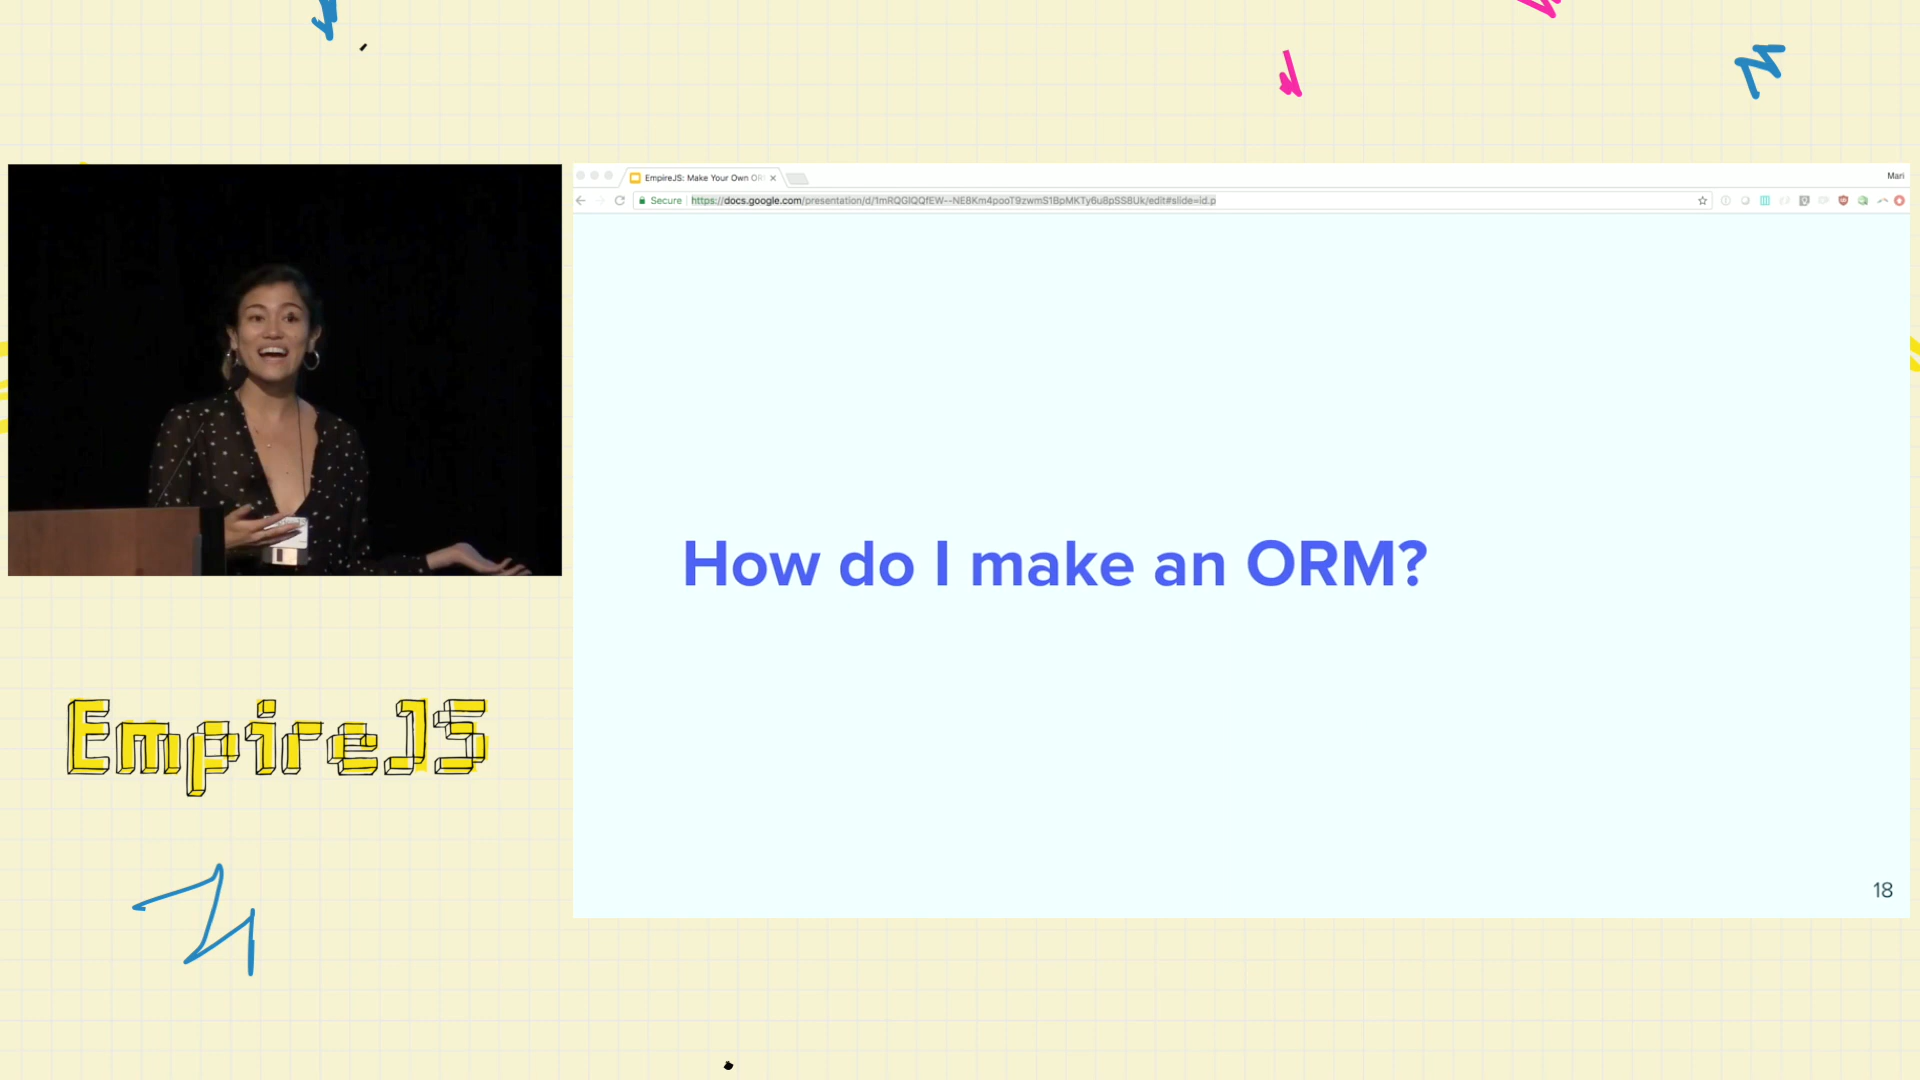 EmpireJS: Make Your Own OR
Mari
Secure
https://docs.google.com/presentation/d/1mRQGlQQfEW--NE8Km4pooT9zwmS1BpMKTy6u8pSS8Uk/edit#slide=id.p
How do I make an ORM?
18
EmpireJS